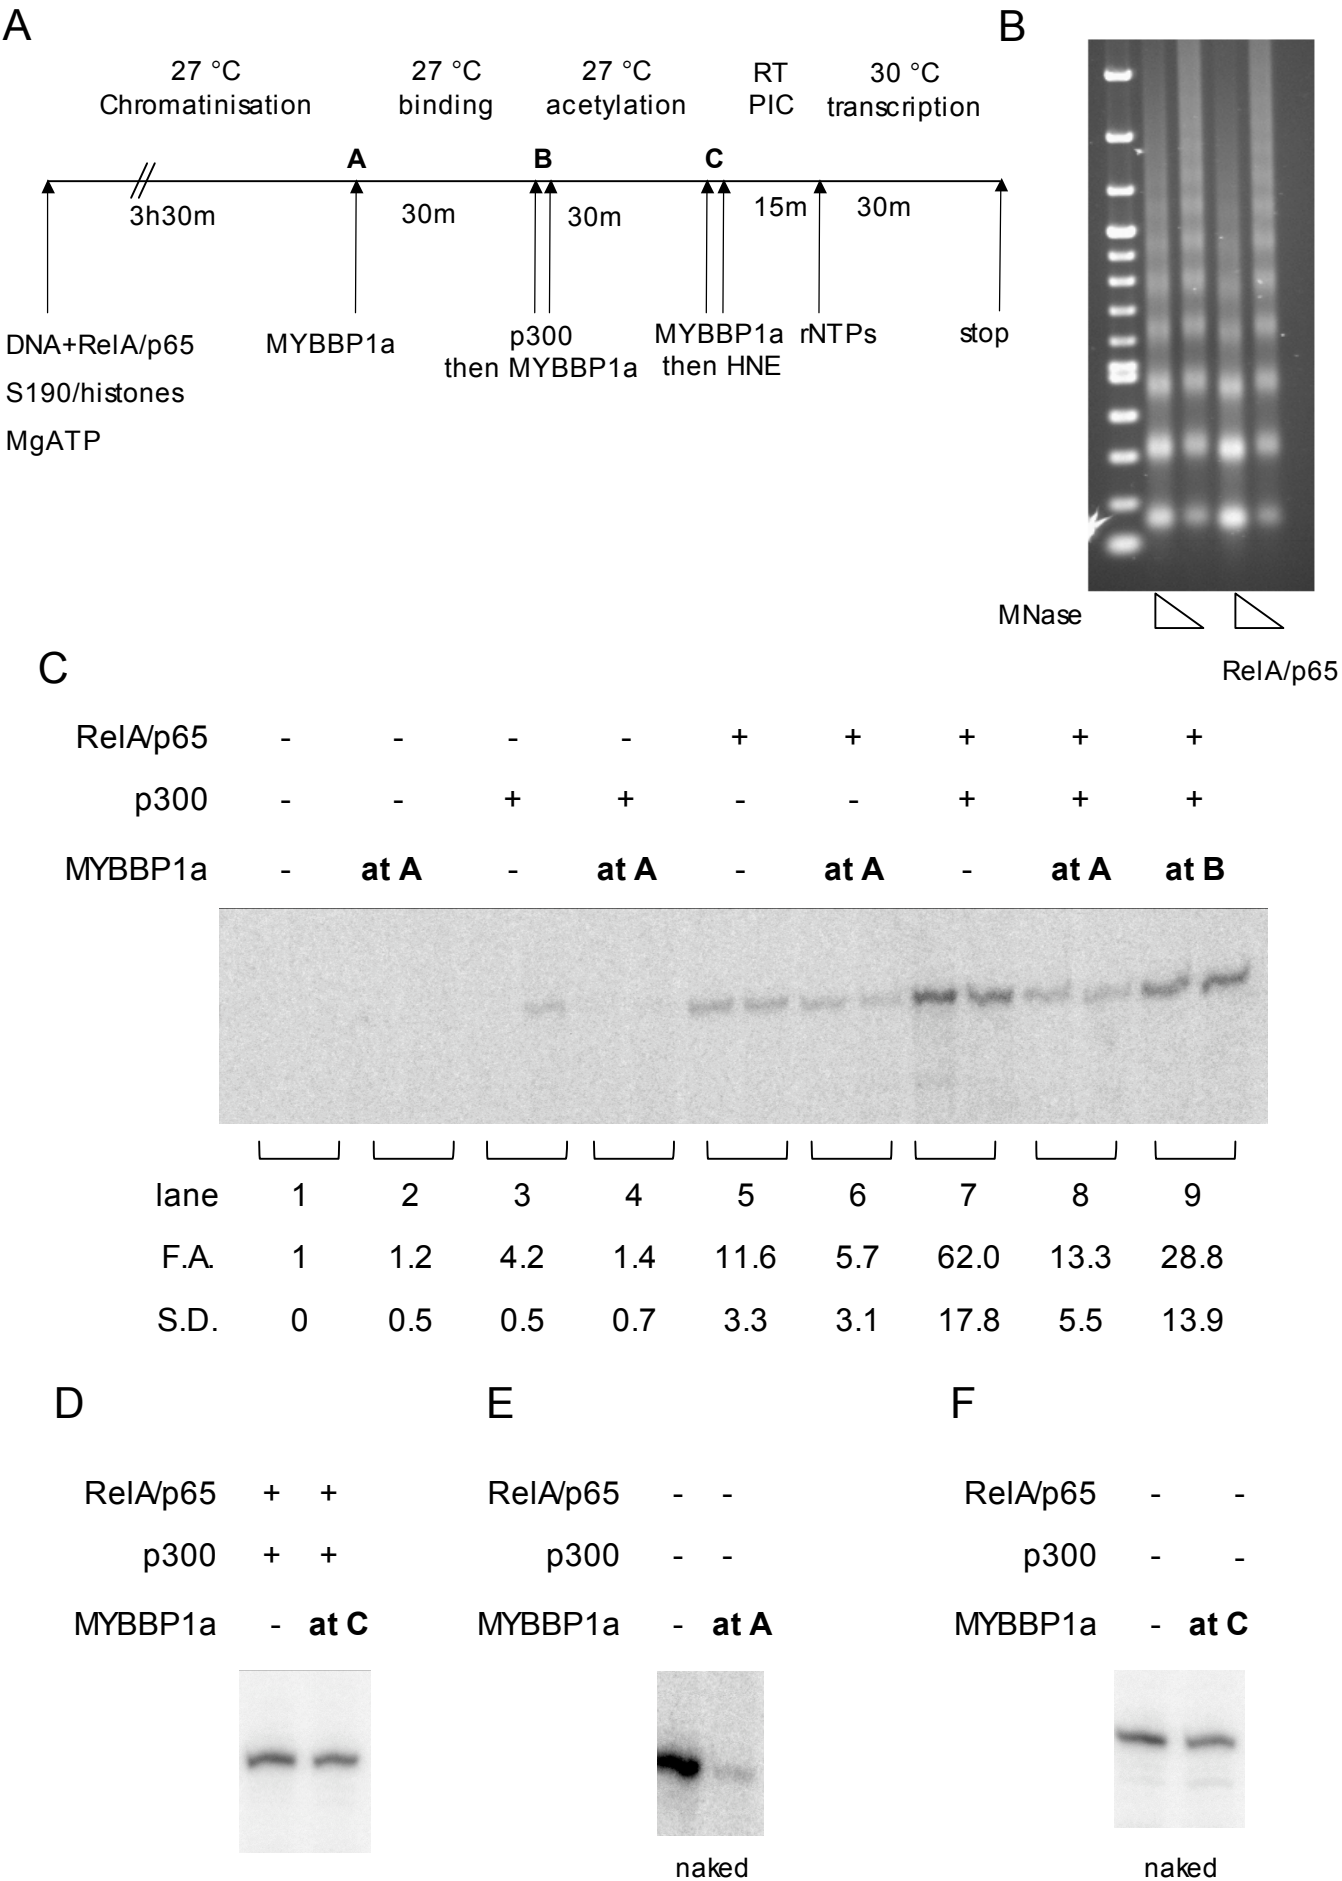 A
B
27 °C
27 °C
27 °C
RT
30 °C
Chromatinisation
binding
acetylation
PIC
transcription
A
B
C
3h30m
30m
30m
15m
30m
DNA+RelA/p65
S190/histones
MgATP
MYBBP1a
p300
then MYBBP1a
MYBBP1a
then HNE
rNTPs
stop
MNase
RelA/p65
C
RelA/p65 - - - - + + + + +
p300 - - + + - - + + +
MYBBP1a - at A - at A - at A - at A at B
lane 1 2 3 4 5 6 7 8 9
F.A. 1 1.2 4.2 1.4 11.6 5.7 62.0 13.3 28.8
S.D. 0 0.5 0.5 0.7 3.3 3.1 17.8 5.5 13.9
D
RelA/p65 + +
p300 + +
MYBBP1a - at C
E
RelA/p65 - -
p300 - -
MYBBP1a - at A
naked
F
RelA/p65 - -
p300 - -
MYBBP1a - at C
naked